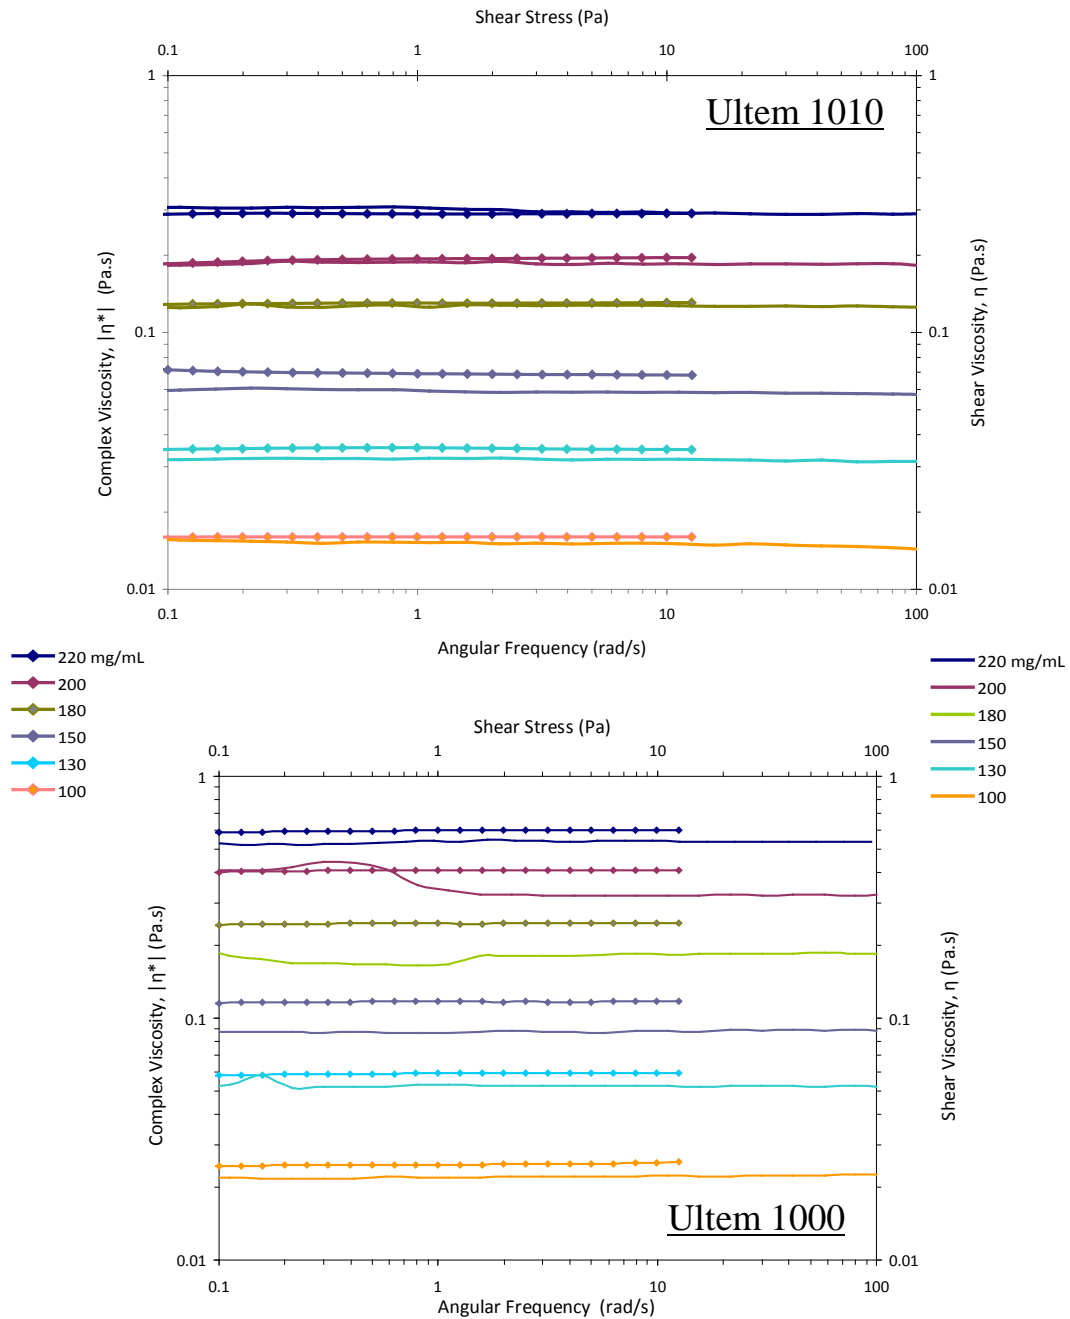 Shear Stress (Pa)
0.1 1 10 100
1 1
Ultem 1010
Complex Viscosity, |η*| (Pa.s)
Shear Viscosity, η (Pa.s)
0.1 0.1
0.01 0.01
0.1 1 10 100
Angular Frequency (rad/s)
220 mg/mL
200
180
150
130
100
220 mg/mL
200
180
150
130
100
Shear Stress (Pa)
0.1 1 10 100
1 1
Complex Viscosity, |η*| (Pa.s)
Shear Viscosity, η (Pa.s)
0.1 0.1
Ultem 1000
0.01 0.01
0.1 1 10 100
Angular Frequency (rad/s)